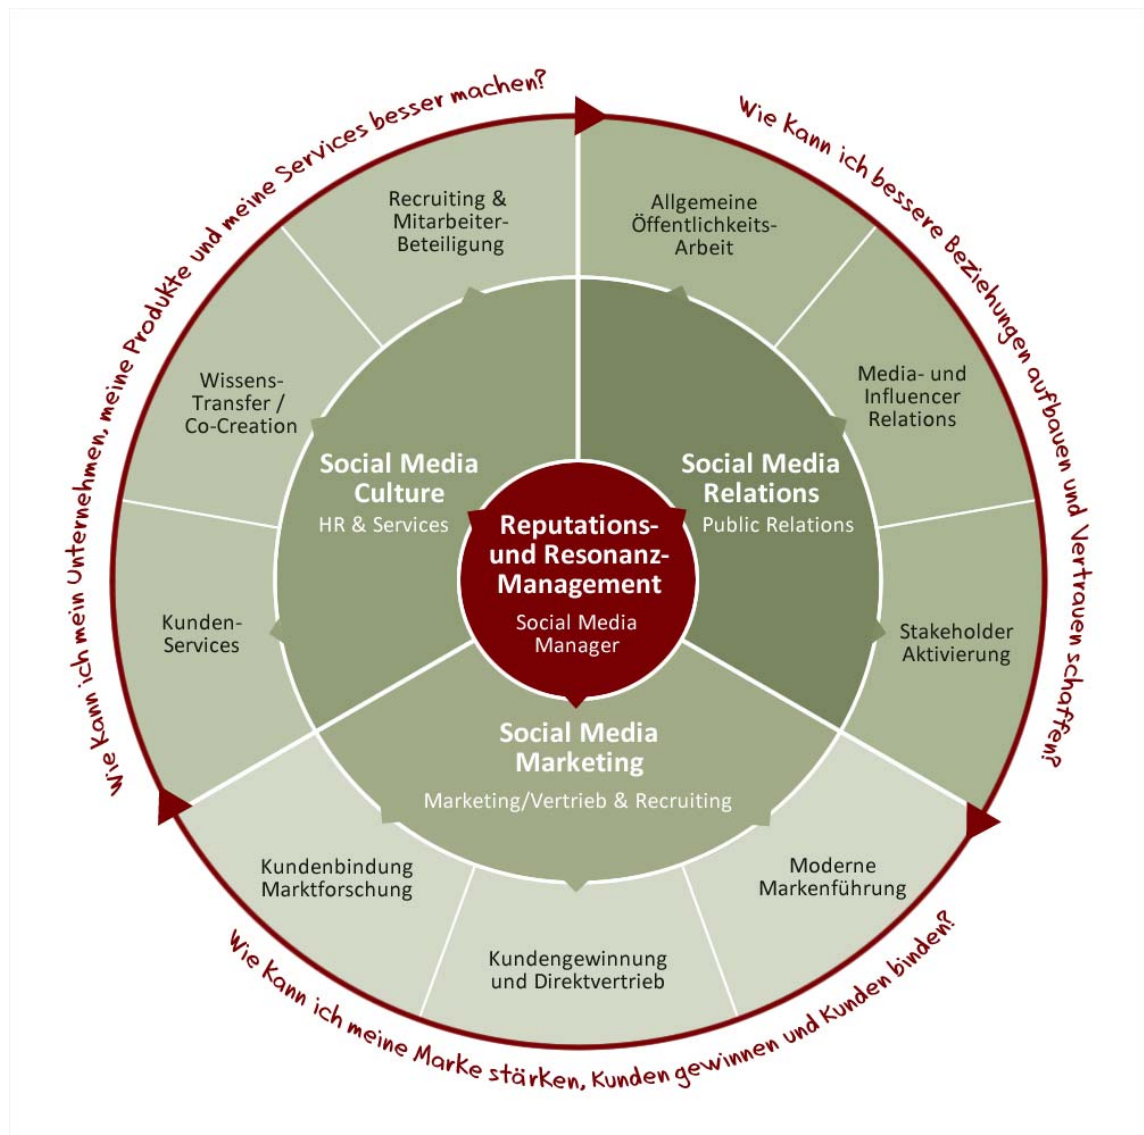 Wie kann ich mein Unternehmen, meine Produkte und meine Services besser machen?
Wie kann ich bessere Beziehungen aufbauen und Vertrauen schaffen?
Recruiting &
Mitarbeiter-
Beteiligung
Allgemeine
Öffentlichkeits-
Arbeit
Wissens-
Transfer /
Co-Creation
Media- und
Influencer
Relations
Social Media
Culture
HR & Services
Social Media
Relations
Public Relations
Reputations-
und Resonanz-
Management
Social Media
Manager
Kunden-
Services
Stakeholder
Aktivierung
Social Media
Marketing
Marketing/Vertrieb & Recruiting
Kundenbindung
Marktforschung
Kundengewinnung
und Direktvertrieb
Moderne
Markenführung
Wie kann ich meine Marke stärken, Kunden gewinnen und Kunden binden?